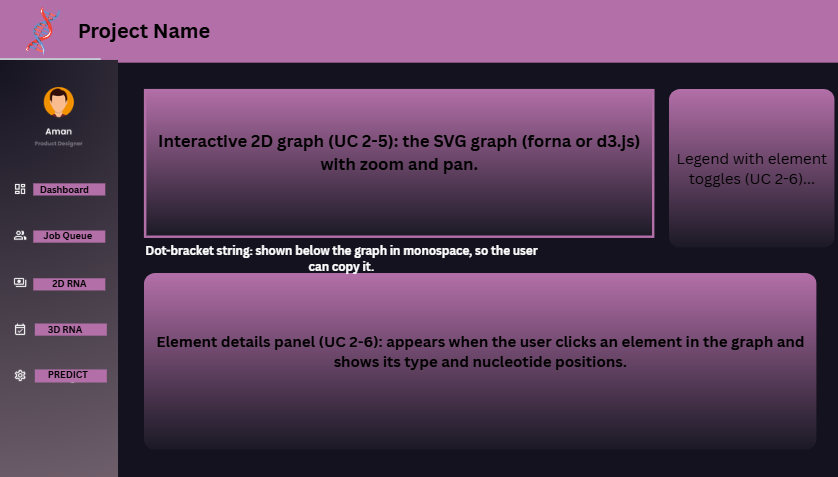 Project Name
Aman
Product Designer
Dashboard
Job Queue
2D RNA
3D RNA
PREDICT
Interactive 2D graph (UC 2-5): the SVG graph (forna or d3.js)
with zoom and pan.
Legend with element
toggles (UC 2-6)...
Dot-bracket string: shown below the graph in monospace, so the user
can copy it.
Element details panel (UC 2-6): appears when the user clicks an element in the graph and
shows its type and nucleotide positions.